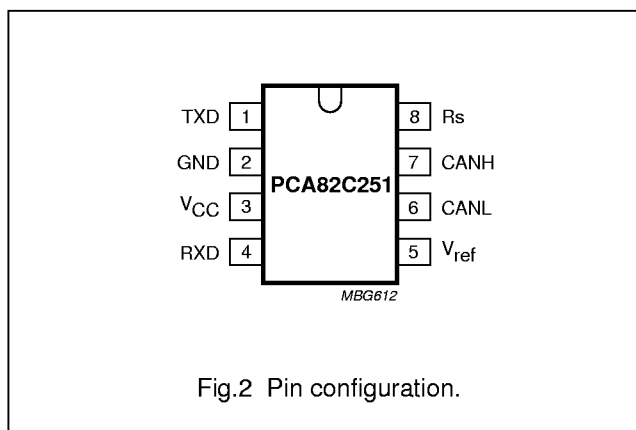 TXD 1 8 Rs
GND 2 7 CANH
PCA82C251
VCC 3 6 CANL
RXD 4 5 Vref
MBG612
Fig.2 Pin configuration.